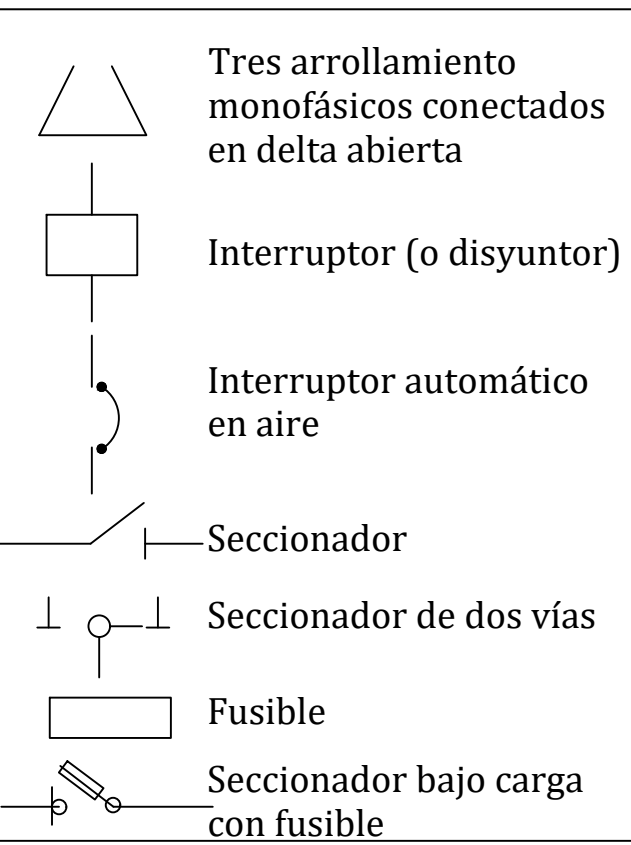 Tres arrollamiento
monofásicos conectados
en delta abierta
Interruptor (o disyuntor)
Interruptor automático
en aire
Seccionador
Seccionador de dos vías
Fusible
Seccionador bajo carga
con fusible